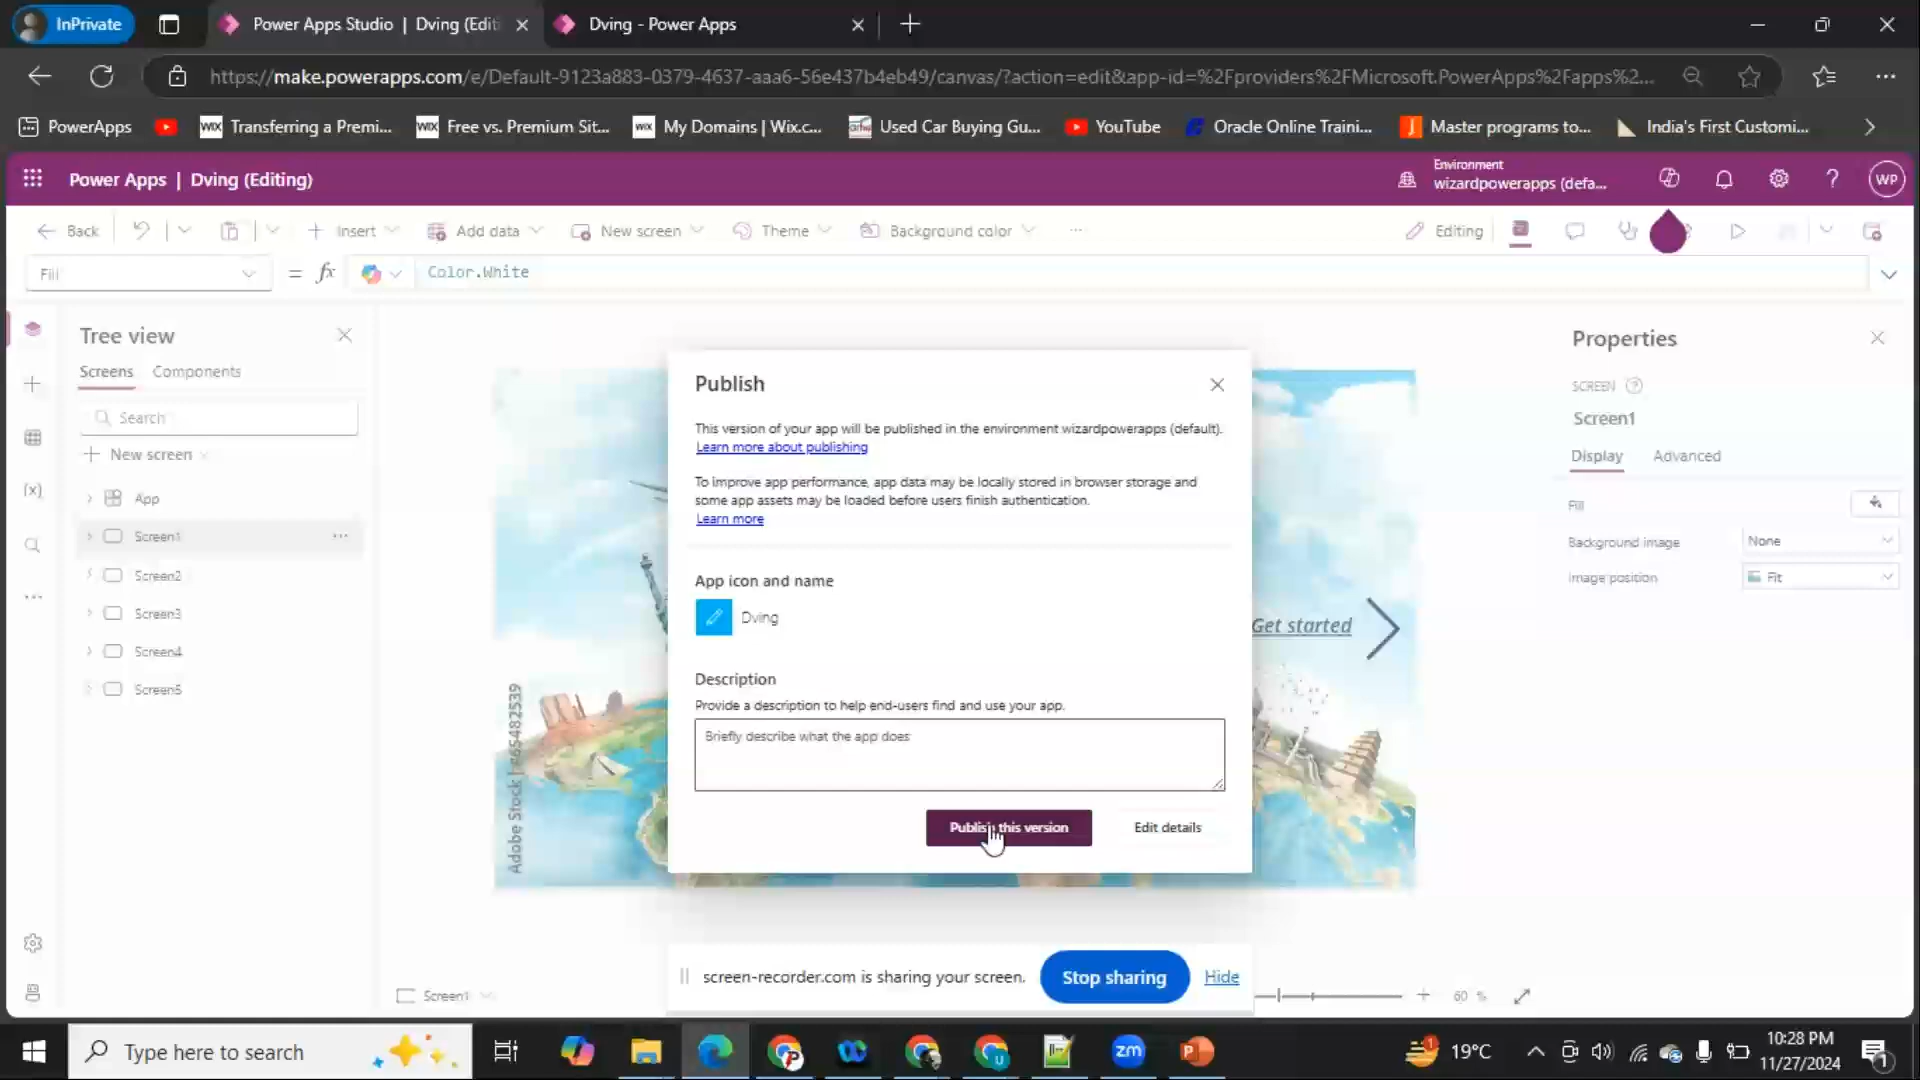 InPrivate
Power Apps Studio | Dving (Edit
Dving - Power Apps
https://make.powerapps.com/e/Default-9123a883-0379-4637-aaa6-56e437b4eb49/canvas/?action=edit&app-id=%2Fproviders%2FMicrosoft.PowerApps%2Fapps%2...
PowerApps
Transferring a Premi...
Free vs. Premium Sit...
My Domains | Wix.c...
Used Car Buying Gu...
YouTube
Oracle Online Traini...
Master programs to...
India's First Customi...
Power Apps | Dving (Editing)
Environment
wizardpowerapps (defa...
WP
Back
Insert
Add data
New screen
Theme
Background color
Editing
Fill
= fx
Color.White
Tree view
Screens
Components
Search
New screen
App
Screen1
Screen2
Screen3
Screen4
Screen5
Publish
This version of your app will be published in the environment wizardpowerapps (default).
Learn more about publishing
To improve app performance, app data may be locally stored in browser storage and
some app assets may be loaded before users finish authentication.
Learn more
App icon and name
Dving
Description
Provide a description to help end-users find and use your app.
Briefly describe what the app does
Publish this version
Edit details
Get started
Adobe Stock | #65482539
Properties
SCREEN
Screen1
Display
Advanced
Fill
Background image
None
Image position
Fit
Screen1
60 %
screen-recorder.com is sharing your screen.
Stop sharing
Hide
Type here to search
19°C
10:28 PM
11/27/2024
1